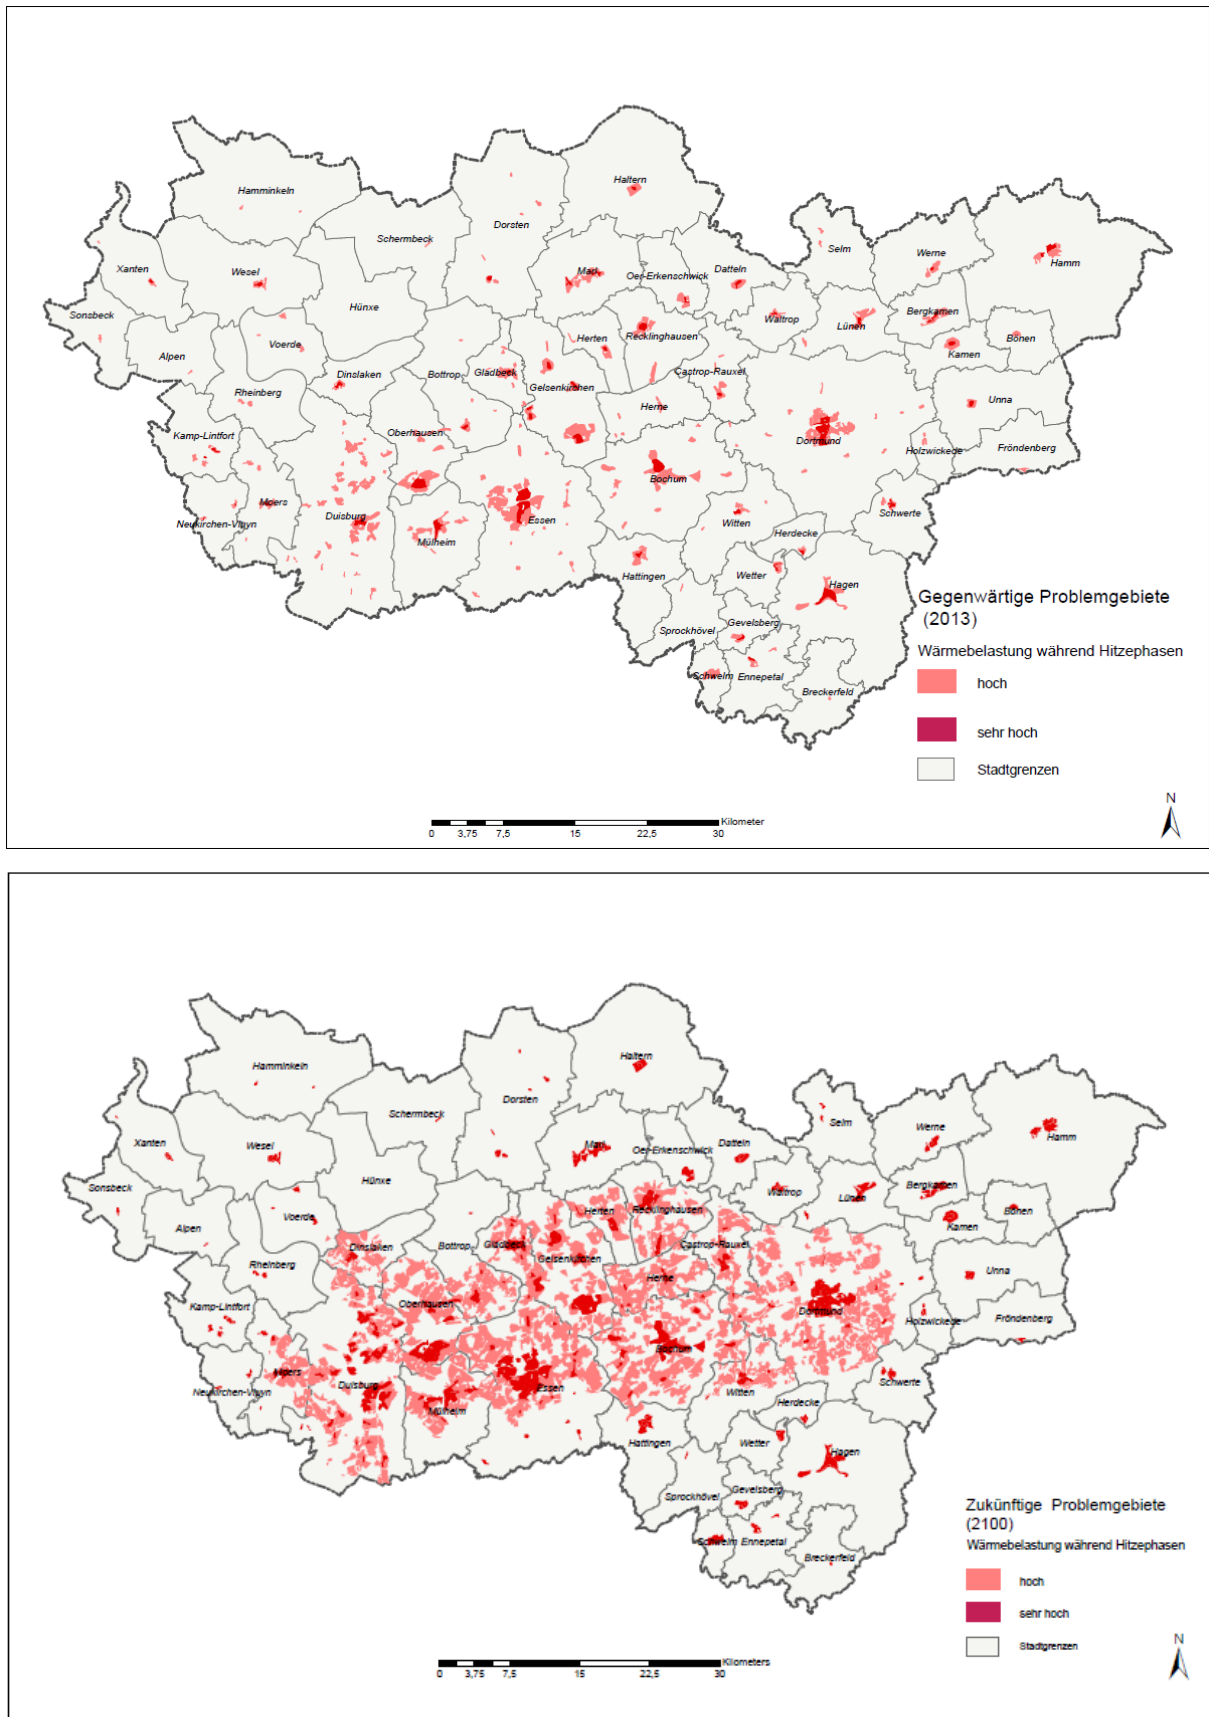 Haltern
Hamminkeln
Dorsten
Schermbeck
Selm
Werne
Hamm
Xanten
Wesel
Marl
Oer-Erkenschwick
Datteln
Hünxe
Sonsbeck
Waltrop
Lünen
Bergkamen
Alpen
Voerde
Herten
Recklinghausen
Kamen
Bönen
Dinslaken
Bottrop
Gladbeck
Gelsenkirchen
Castrop-Rauxel
Rheinberg
Herne
Unna
Kamp-Lintfort
Oberhausen
Dortmund
Holzwickede
Fröndenberg
Moers
Bochum
Neukirchen-Vluyn
Duisburg
Essen
Mülheim
Witten
Schwerte
Herdecke
Hattingen
Wetter
Hagen
Sprockhövel
Gevelsberg
Schwelm
Ennepetal
Breckerfeld
Gegenwärtige Problemgebiete
(2013)
Wärmebelastung während Hitzephasen
hoch
sehr hoch
Stadtgrenzen
N
Kilometer
0 3,75 7,5 15 22,5 30
Haltern
Hamminkeln
Dorsten
Schermbeck
Selm
Werne
Hamm
Xanten
Wesel
Marl
Oer-Erkenschwick
Datteln
Hünxe
Sonsbeck
Waltrop
Lünen
Bergkamen
Alpen
Voerde
Herten
Recklinghausen
Kamen
Bönen
Dinslaken
Bottrop
Gladbeck
Gelsenkirchen
Castrop-Rauxel
Rheinberg
Herne
Unna
Kamp-Lintfort
Oberhausen
Dortmund
Holzwickede
Fröndenberg
Moers
Bochum
Neukirchen-Vluyn
Duisburg
Essen
Mülheim
Witten
Schwerte
Herdecke
Hattingen
Wetter
Hagen
Sprockhövel
Gevelsberg
Schwelm Ennepetal
Breckerfeld
Zukünftige Problemgebiete
(2100)
Wärmebelastung während Hitzephasen
hoch
sehr hoch
Stadtgrenzen
N
Kilometers
0 3,75 7,5 15 22,5 30